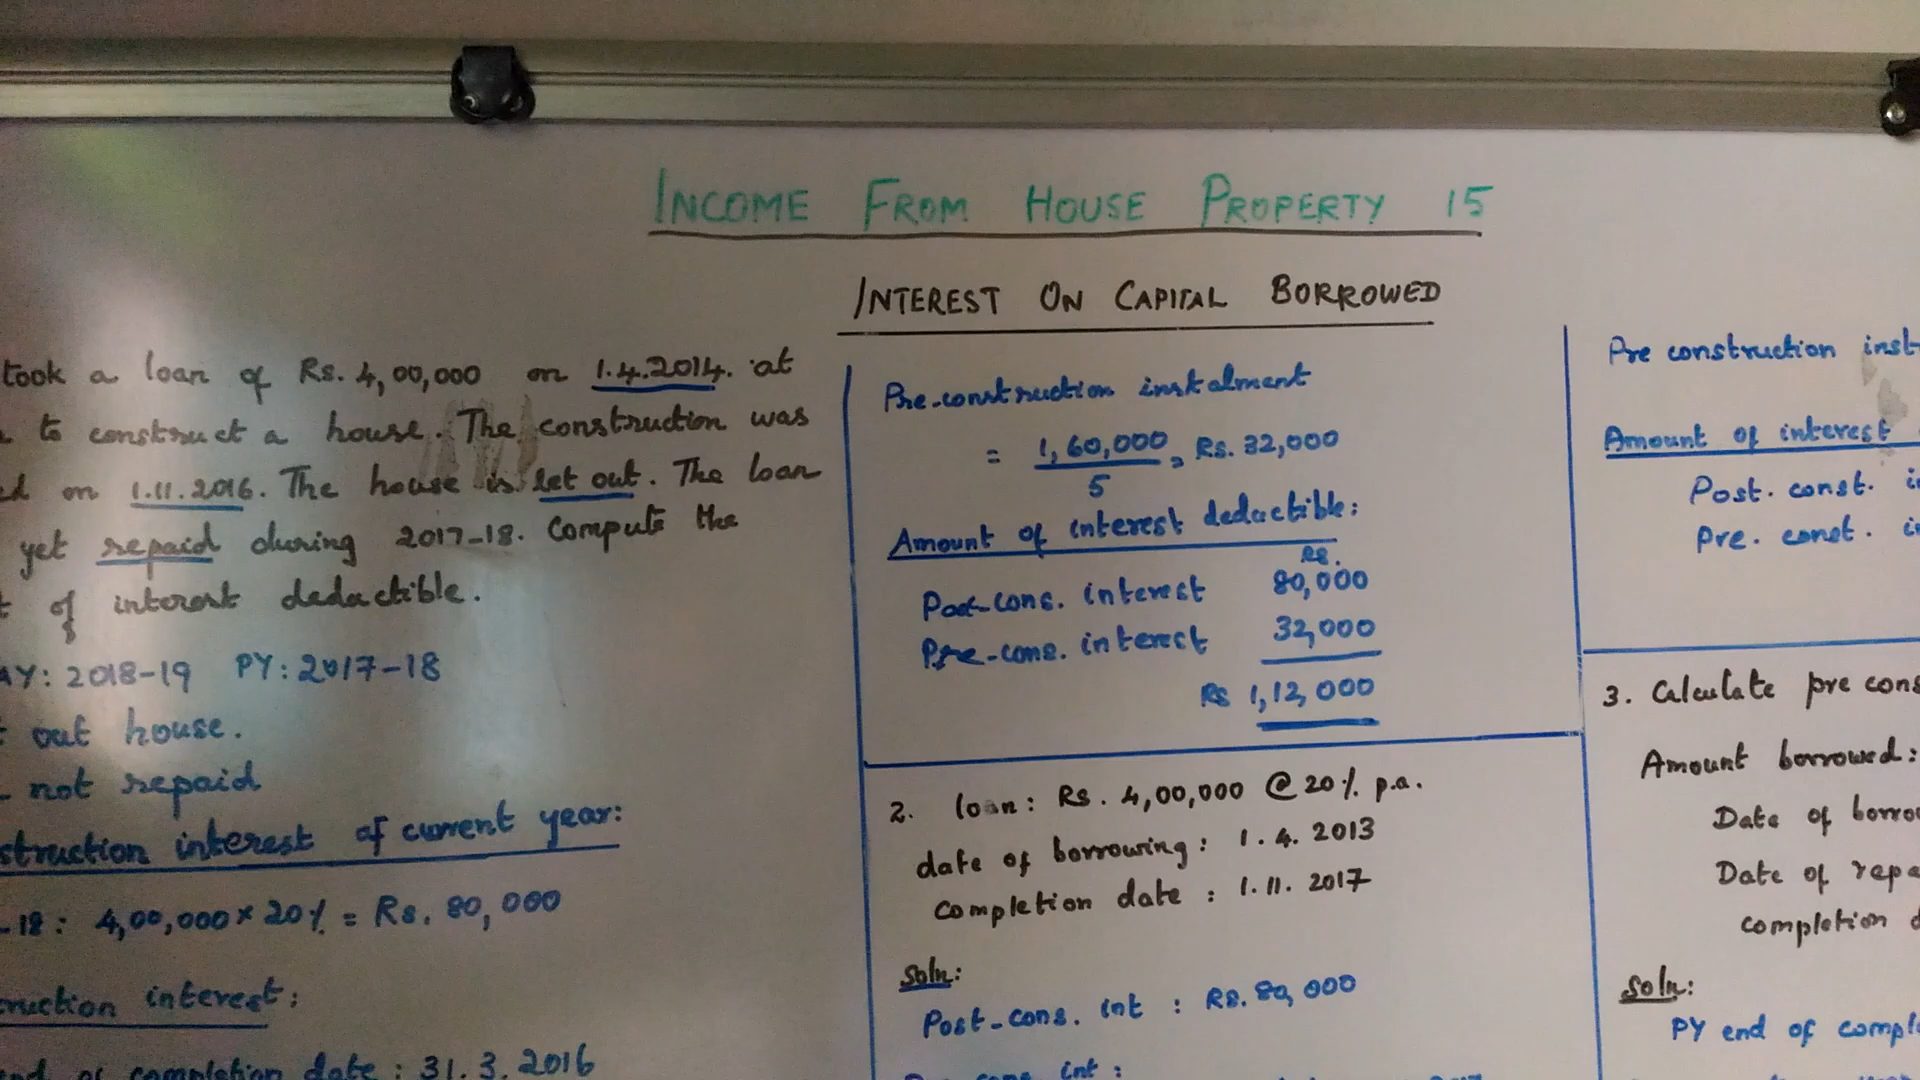 INCOME FROM HOUSE PROPERTY 15
INTEREST ON CAPITAL BORROWED
took a loan of Rs. 4,00,000 on 1.4.2014. at
to construct a house. The construction was
on 1.11.2016. The house is let out. The loan
yet repaid during 2017-18. Compute the
of interest deductible.
AY: 2018-19 PY: 2017-18
out house.
not repaid
struction interest of current year:
-18: 4,00,000 × 20% = Rs. 80,000
ruction interest:
end of completion date : 31.3.2016
Pre-construction instalment
= 1,60,000 = Rs. 32,000
5
Amount of interest deductible:
Rs.
Post-cons. interest 80,000
Pre-cons. interest 32,000
Rs 1,12,000
2. loan: Rs. 4,00,000 @ 20% p.a.
date of borrowing : 1.4.2013
Completion date : 1.11.2017
Soln:
Post-cons. int : Rs. 80,000
int :
Pre construction inst
Amount of interest
Post. const. i
Pre. const. i
3. Calculate pre cons
Amount borrowed:
Date of borro
Date of repa
completion d
Soln:
PY end of comple